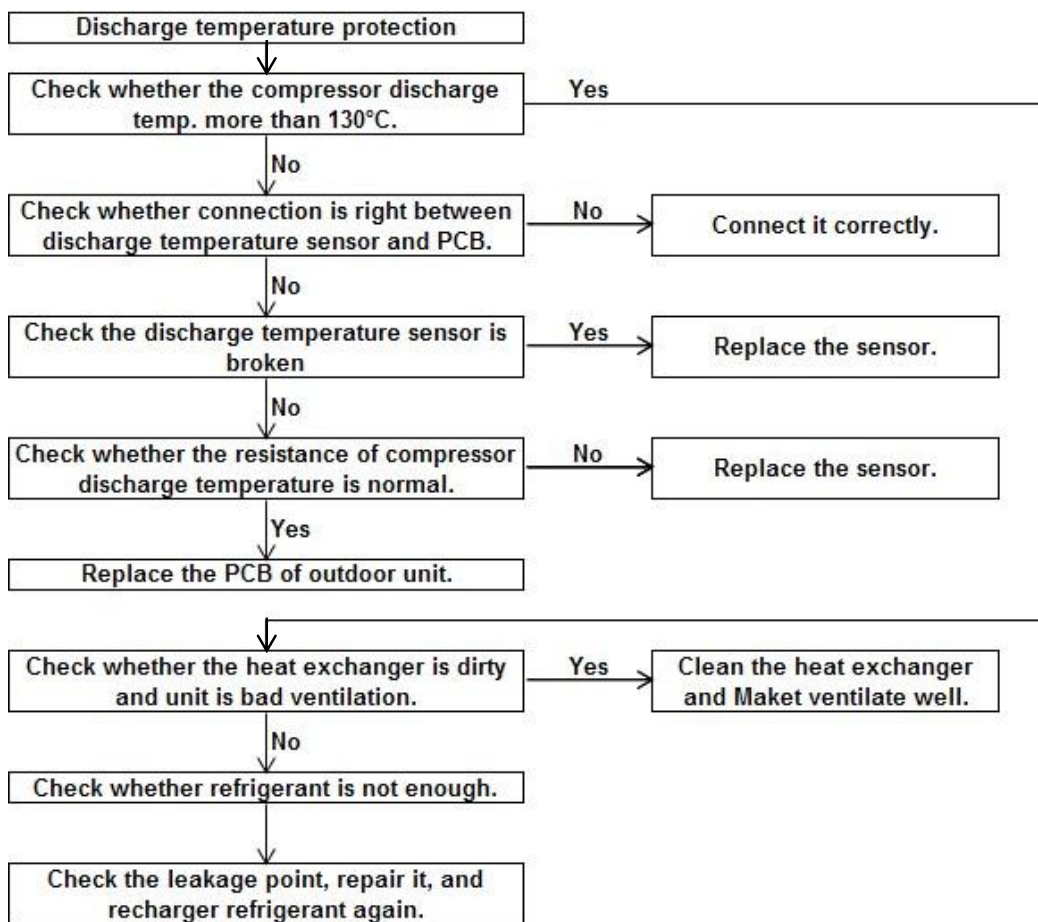 Discharge temperature protection
Check whether the compressor discharge
temp. more than 130°C.
Yes
No
Check whether connection is right between
discharge temperature sensor and PCB.
No
Connect it correctly.
No
Check the discharge temperature sensor is
broken
Yes
Replace the sensor.
No
Check whether the resistance of compressor
discharge temperature is normal.
No
Replace the sensor.
Yes
Replace the PCB of outdoor unit.
Check whether the heat exchanger is dirty
and unit is bad ventilation.
Yes
Clean the heat exchanger
and Maket ventilate well.
No
Check whether refrigerant is not enough.
Check the leakage point, repair it, and
recharger refrigerant again.